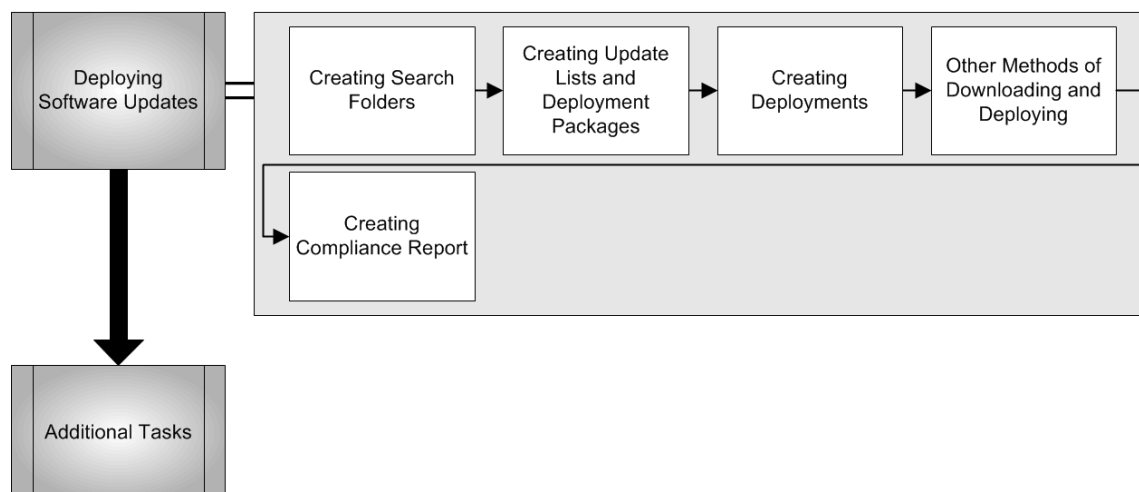 Deploying
Software Updates
Creating Search
Folders
Creating Update
Lists and
Deployment
Packages
Creating
Deployments
Other Methods of
Downloading and
Deploying
Creating
Compliance Report
Additional Tasks